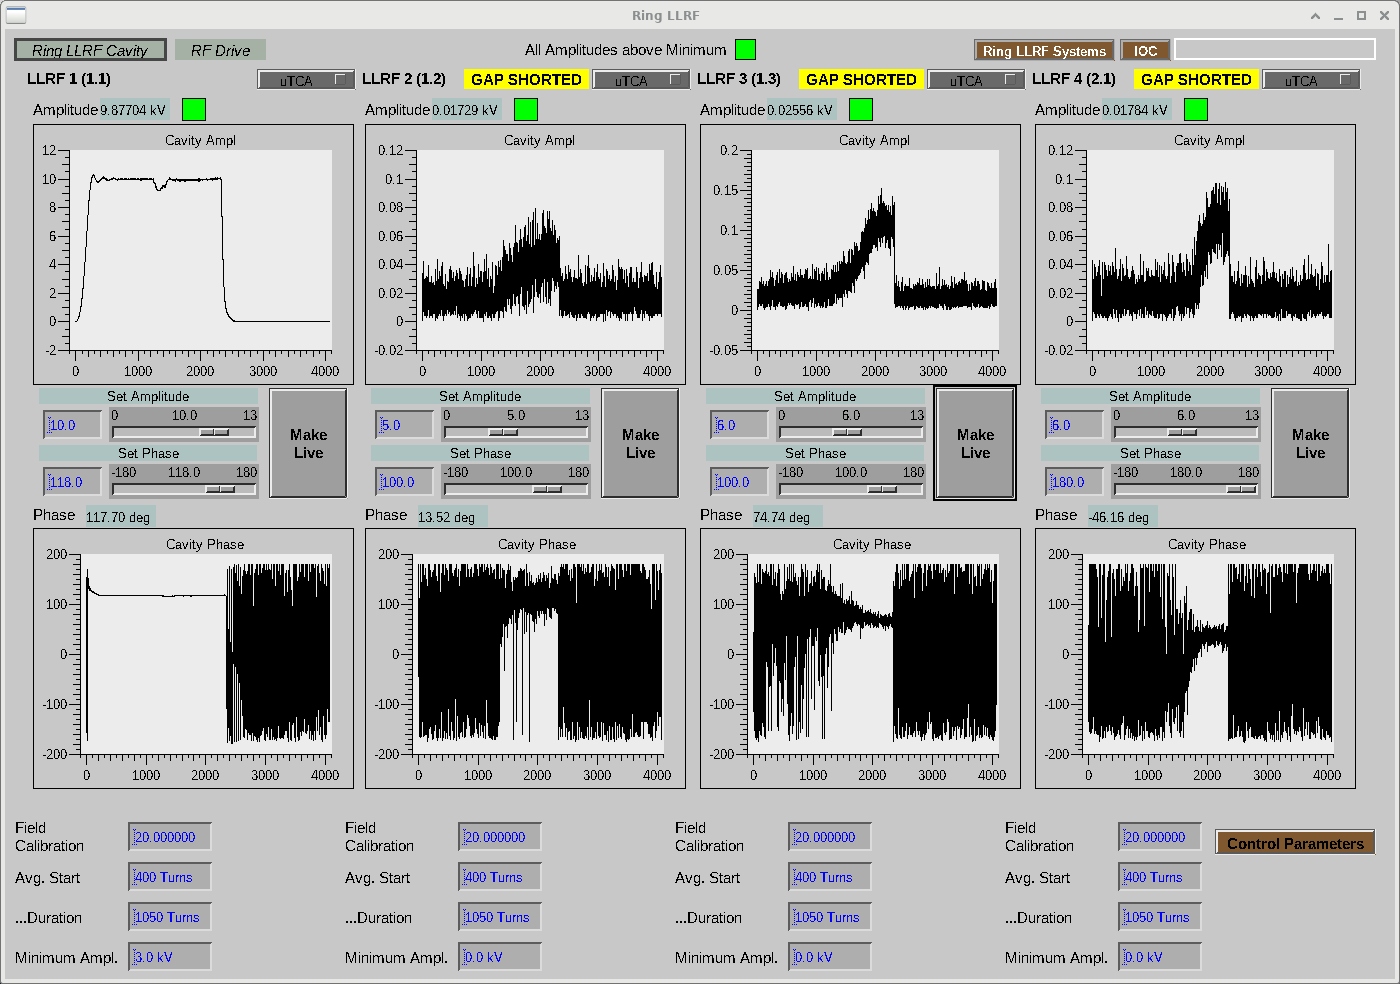 Ring LLRF
Ring LLRF Cavity RF Drive All Amplitudes above Minimum Ring LLRF Systems IOC
LLRF 1 (1.1) uTCA LLRF 2 (1.2) GAP SHORTED uTCA LLRF 3 (1.3) GAP SHORTED uTCA LLRF 4 (2.1) GAP SHORTED uTCA
Amplitude 9.87704 kV Amplitude 0.01729 kV Amplitude 0.02556 kV Amplitude 0.01784 kV
Cavity Ampl
12
10
8
6
4
2
0
-2
0 1000 2000 3000 4000
Cavity Ampl
0.12
0.1
0.08
0.06
0.04
0.02
0
-0.02
0 1000 2000 3000 4000
Cavity Ampl
0.2
0.15
0.1
0.05
0
-0.05
0 1000 2000 3000 4000
Cavity Ampl
0.12
0.1
0.08
0.06
0.04
0.02
0
-0.02
0 1000 2000 3000 4000
Set Amplitude
10.0 0 10.0 13
Set Phase
118.0 -180 118.0 180
Make
Live
Set Amplitude
5.0 0 5.0 13
Set Phase
100.0 -180 100.0 180
Make
Live
Set Amplitude
6.0 0 6.0 13
Set Phase
100.0 -180 100.0 180
Make
Live
Set Amplitude
6.0 0 6.0 13
Set Phase
180.0 -180 180.0 180
Make
Live
Phase 117.70 deg Phase 13.52 deg Phase 74.74 deg Phase -46.16 deg
Cavity Phase
200
100
0
-100
-200
0 1000 2000 3000 4000
Cavity Phase
200
100
0
-100
-200
0 1000 2000 3000 4000
Cavity Phase
200
100
0
-100
-200
0 1000 2000 3000 4000
Cavity Phase
200
100
0
-100
-200
0 1000 2000 3000 4000
Field
Calibration 20.000000
Avg. Start 400 Turns
...Duration 1050 Turns
Minimum Ampl. 3.0 kV
Field
Calibration 20.000000
Avg. Start 400 Turns
...Duration 1050 Turns
Minimum Ampl. 0.0 kV
Field
Calibration 20.000000
Avg. Start 400 Turns
...Duration 1050 Turns
Minimum Ampl. 0.0 kV
Field
Calibration 20.000000
Avg. Start 400 Turns
...Duration 1050 Turns
Minimum Ampl. 0.0 kV
Control Parameters